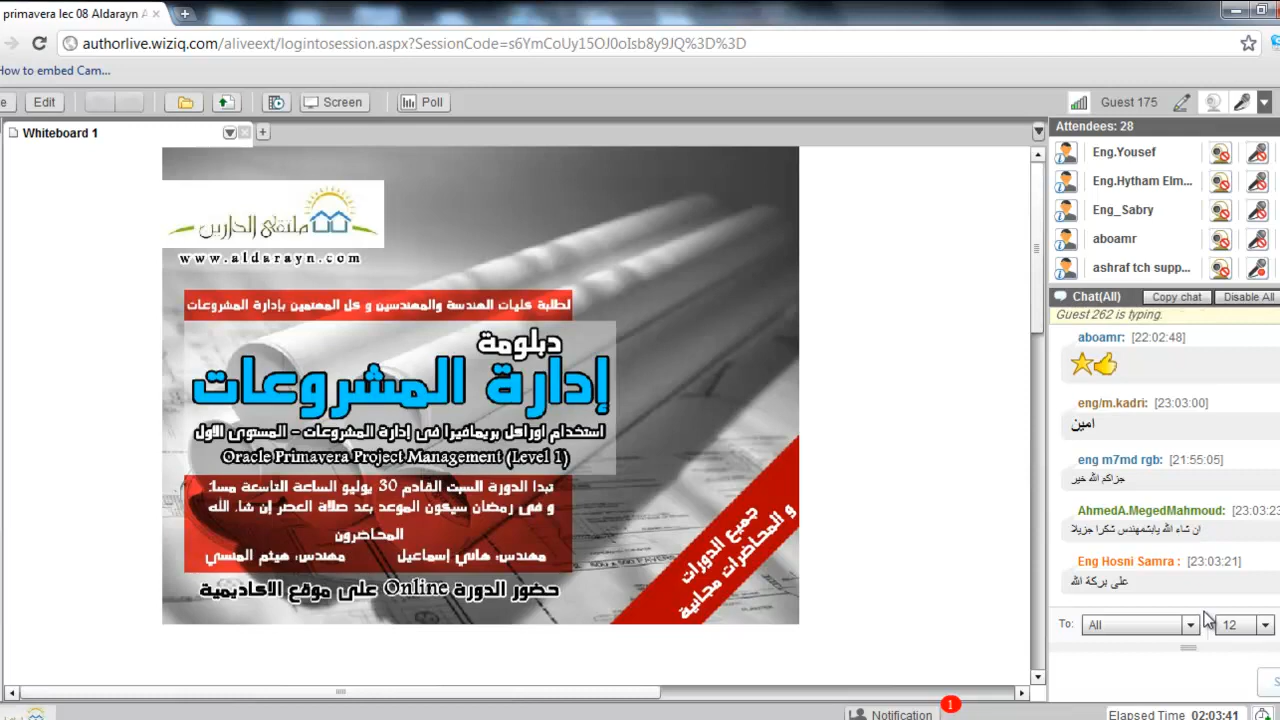 primavera lec 08 Aldarayn A
authorlive.wiziq.com/aliveext/logintosession.aspx?SessionCode=s6YmCoUy15OJ0oIsb8y9JQ%3D%3D
How to embed Cam...
e
Edit
Screen
Poll
Guest 175
Whiteboard 1
Attendees: 28
Eng.Yousef
Eng.Hytham Elm...
Eng_Sabry
aboamr
ashraf tch supp...
Chat(All)
Copy chat
Disable All
Guest 262 is typing.
aboamr: [22:02:48]
eng/m.kadri: [23:03:00]
امين
eng m7md rgb: [21:55:05]
جزاكم الله خير
AhmedA.MegedMahmoud: [23:03:23
ان شاء الله يابشمهندس شكرا جزيلا
Eng Hosni Samra : [23:03:21]
على بركة الله
To:
All
12
ملتقى الدارين
www.aldarayn.com
لطلبة كليات الهندسة والمهندسين و كل المهتمين بإدارة المشروعات
دبلومة
إدارة المشروعات
استخدام اوراكل بريمافيرا فى إدارة المشروعات - المستوى الاول
Oracle Primavera Project Management (Level 1)
تبدا الدورة السبت القادم 30 يوليو الساعة التاسعة مساءً
و فى رمضان سيكون الموعد بعد صلاة العصر إن شاء الله
المحاضرون
مهندس: هاني إسماعيل
مهندس: هيثم المنسي
حضور الدورة Online على موقع الاكاديمية
جميع الدورات
و المحاضرات مجانية
Notification
1
Elapsed Time 02:03:41